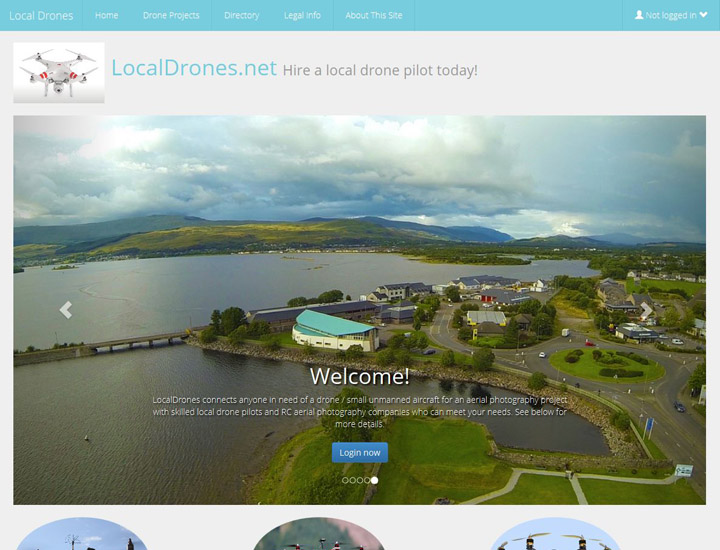 Local Drones Home Drone Projects Directory Legal Info About This Site Not logged in
LocalDrones.net Hire a local drone pilot today!
Welcome!
LocalDrones connects anyone in need of a drone / small unmanned aircraft for an aerial photography project
with skilled local drone pilots and RC aerial photography companies who can meet your needs. See below for
more details
Login now